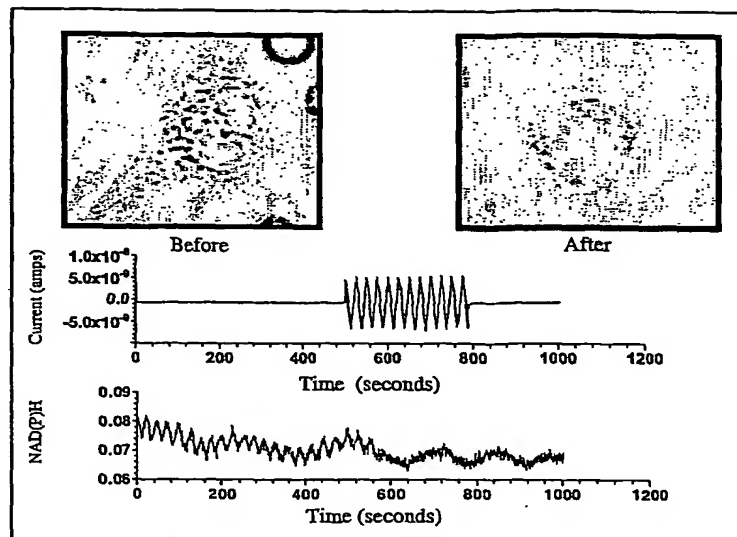 Before
After
Current (amps)
1.0x10⁻⁸
5.0x10⁻⁹
0.0
-5.0x10⁻⁹
0 200 400 600 800 1000 1200
Time (seconds)
NAD(P)H
0.09
0.08
0.07
0.06
0 200 400 600 800 1000 1200
Time (seconds)